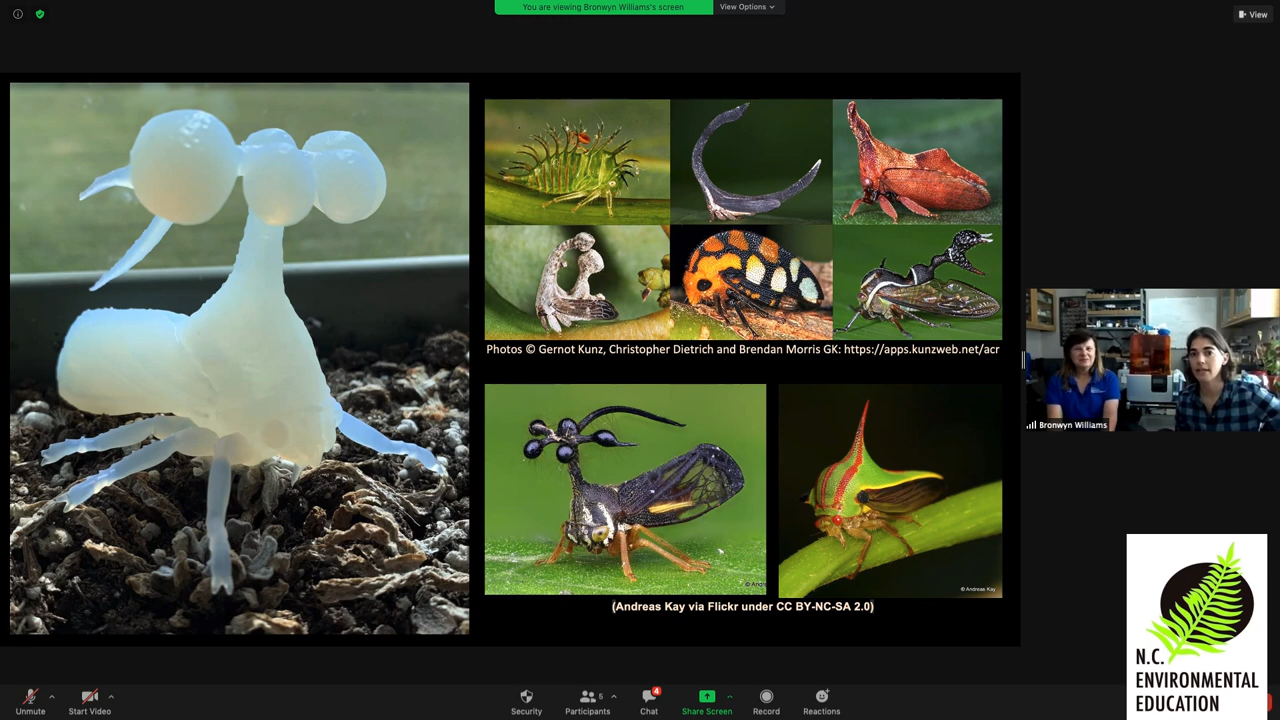 You are viewing Bronwyn Williams's screen
View Options
View
Photos © Gernot Kunz, Christopher Dietrich and Brendan Morris GK: https://apps.kunzweb.net/acr
© Andreas Kay
(Andreas Kay via Flickr under CC BY-NC-SA 2.0)
Bronwyn Williams
N.C.
ENVIRONMENTAL
EDUCATION
Unmute
Start Video
Security
Participants
5
Chat
4
Share Screen
Record
Reactions